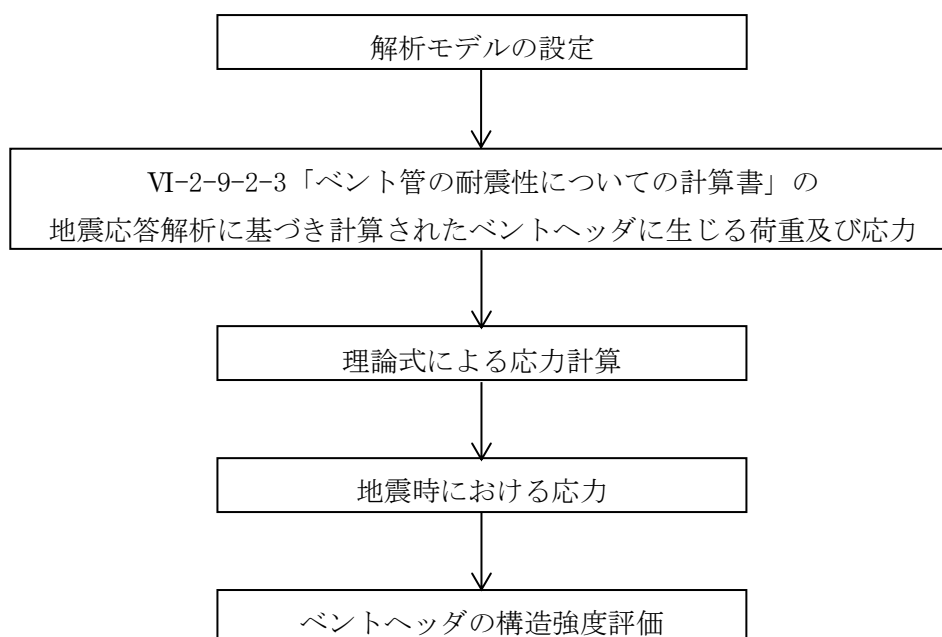 解析モデルの設定
Ⅵ-2-9-2-3「ベント管の耐震性についての計算書」の
地震応答解析に基づき計算されたベントヘッダに生じる荷重及び応力
理論式による応力計算
地震時における応力
ベントヘッダの構造強度評価